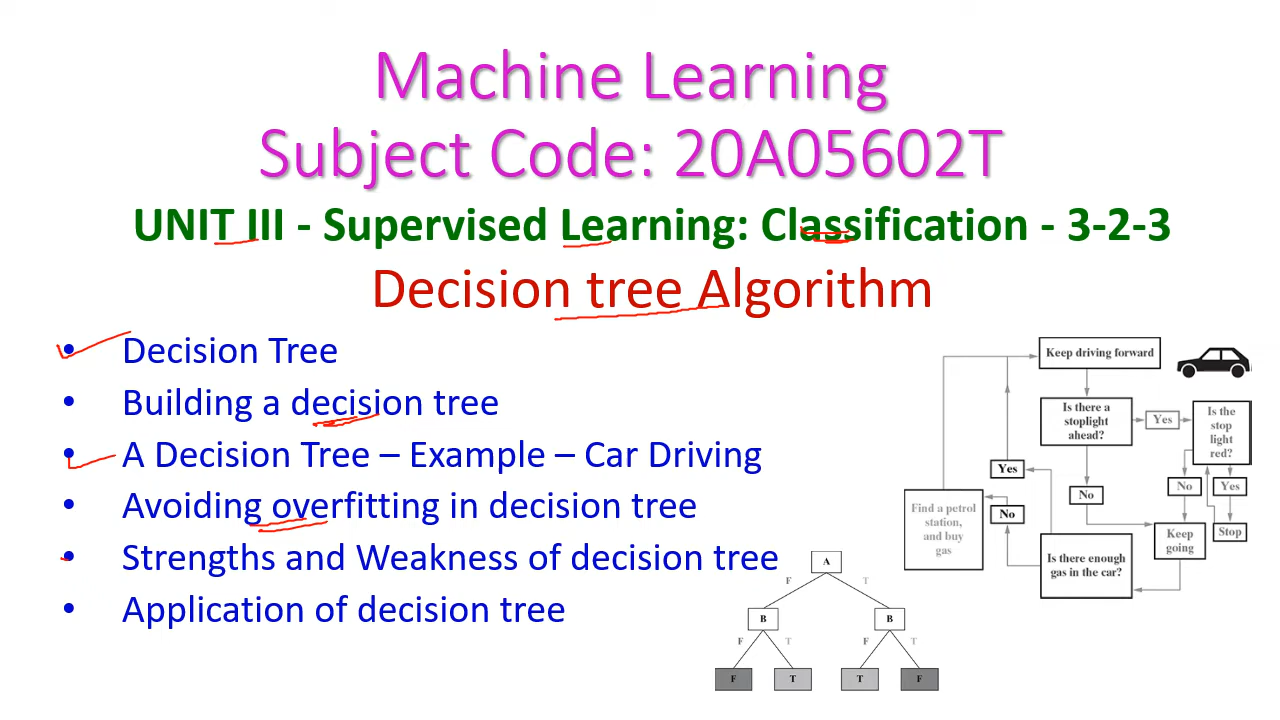 Machine Learning
Subject Code: 20A05602T
UNIT III - Supervised Learning: Classification - 3-2-3
Decision tree Algorithm
• Decision Tree
• Building a decision tree
• A Decision Tree – Example – Car Driving
• Avoiding overfitting in decision tree
• Strengths and Weakness of decision tree
• Application of decision tree
Keep driving forward
Is there a
stoplight
ahead?
Yes
Is the
stop
light
red?
Yes
No
No
Yes
Find a petrol
station,
and buy
gas
No
Keep
going
Stop
Is there enough
gas in the car?
A
F T
B B
F T F T
F T T F